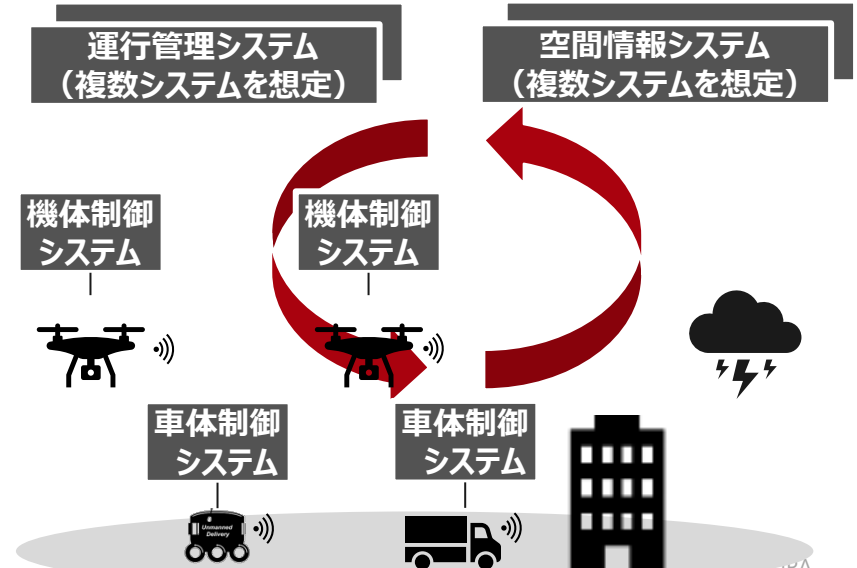 運行管理システム
（複数システムを想定）
空間情報システム
（複数システムを想定）
機体制御
システム
機体制御
システム
車体制御
システム
車体制御
システム
Unmanned
Delivery